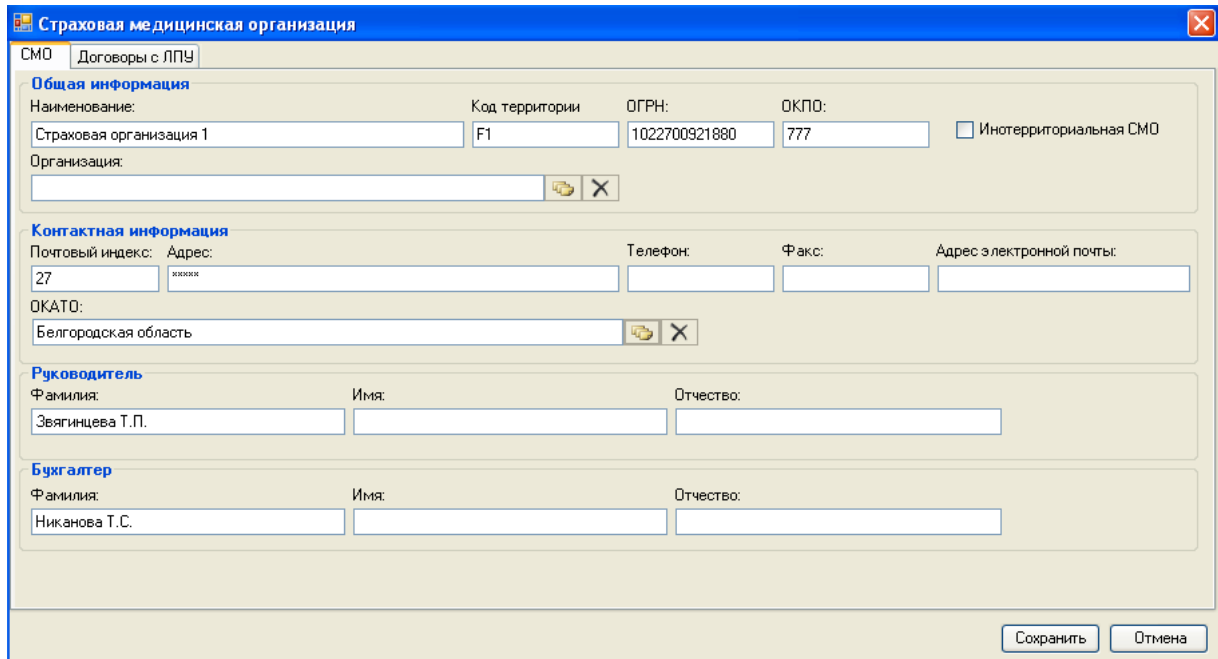 Страховая медицинская организация
СМО Договоры с ЛПУ
Общая информация
Наименование: Код территории ОГРН: ОКПО:
Страховая организация 1 F1 1022700921880 777 Инотерриториальная СМО
Организация:
Контактная информация
Почтовый индекс: Адрес: Телефон: Факс: Адрес электронной почты:
27 *****
ОКАТО:
Белгородская область
Руководитель
Фамилия: Имя: Отчество:
Звягинцева Т.П.
Бухгалтер
Фамилия: Имя: Отчество:
Никанова Т.С.
Сохранить Отмена